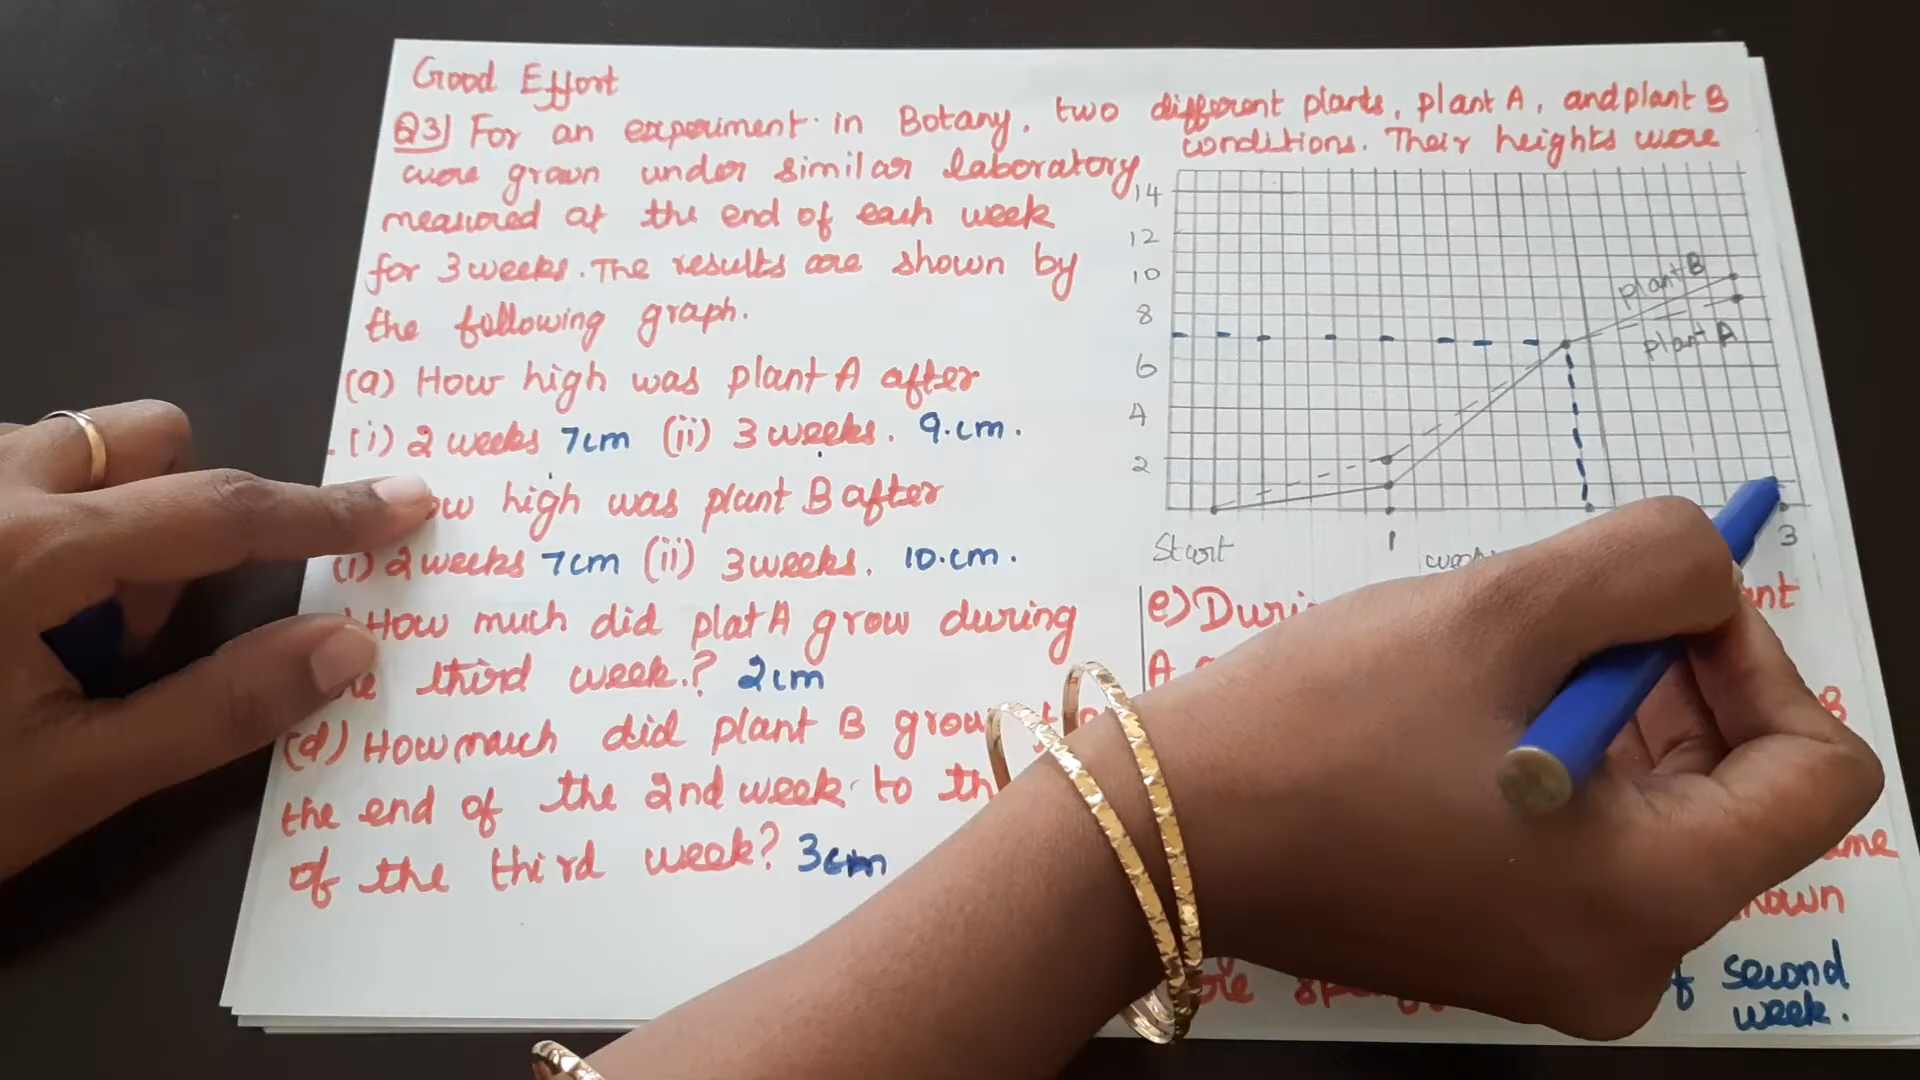 Good Effort
Q3) For an experiment in Botany, two different plants, plant A, and plant B
were grown under similar laboratory conditions. Their heights were
measured at the end of each week
for 3 weeks. The results are shown by
the following graph.
(a) How high was plant A after
(i) 2 weeks 7cm (ii) 3 weeks. 9.cm.
high was plant B after
(i) 2 weeks 7cm (ii) 3 weeks. 10.cm.
How much did plat A grow during
third week.? 2cm
(d) How much did plant B grow
the end of the 2nd week to
of the third week? 3cm
14
12
10
8
6
4
2
plant B
plant A
Start 1 3
e)
A
B
second
week.